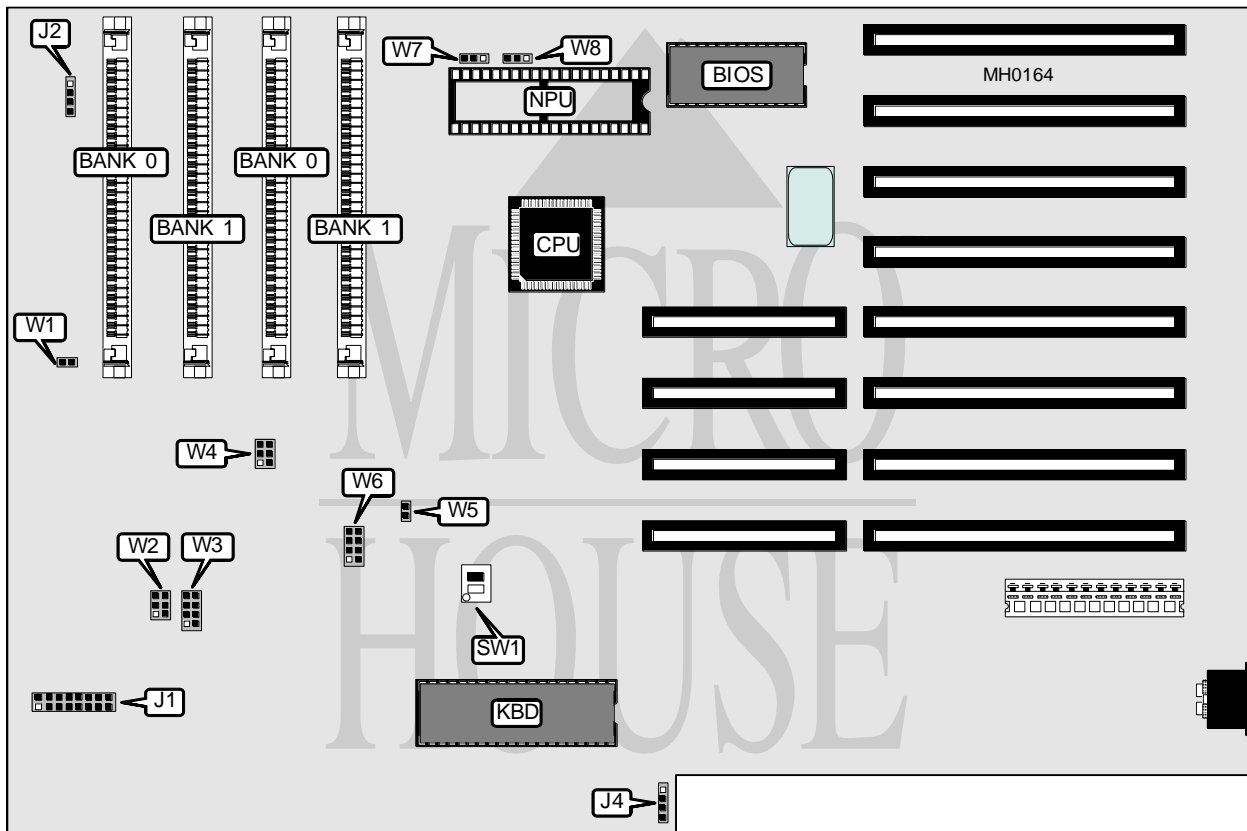 J2
W7
W8
BIOS
MH0164
NPU
BANK 0
BANK 0
BANK 1
BANK 1
CPU
W1
W4
W6
W5
W2
W3
SW1
J1
KBD
J4
MICRO
HOUSE